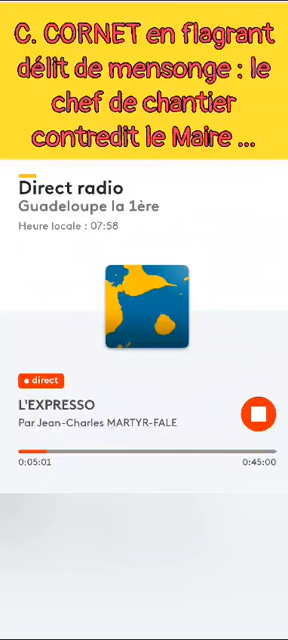 C. CORNET en flagrant
délit de mensonge : le
chef de chantier
contredit le Maire ...
Direct radio
Guadeloupe la 1ère
Heure locale : 07:58
direct
L'EXPRESSO
Par Jean-Charles MARTYR-FALE
0:05:01
0:45:00